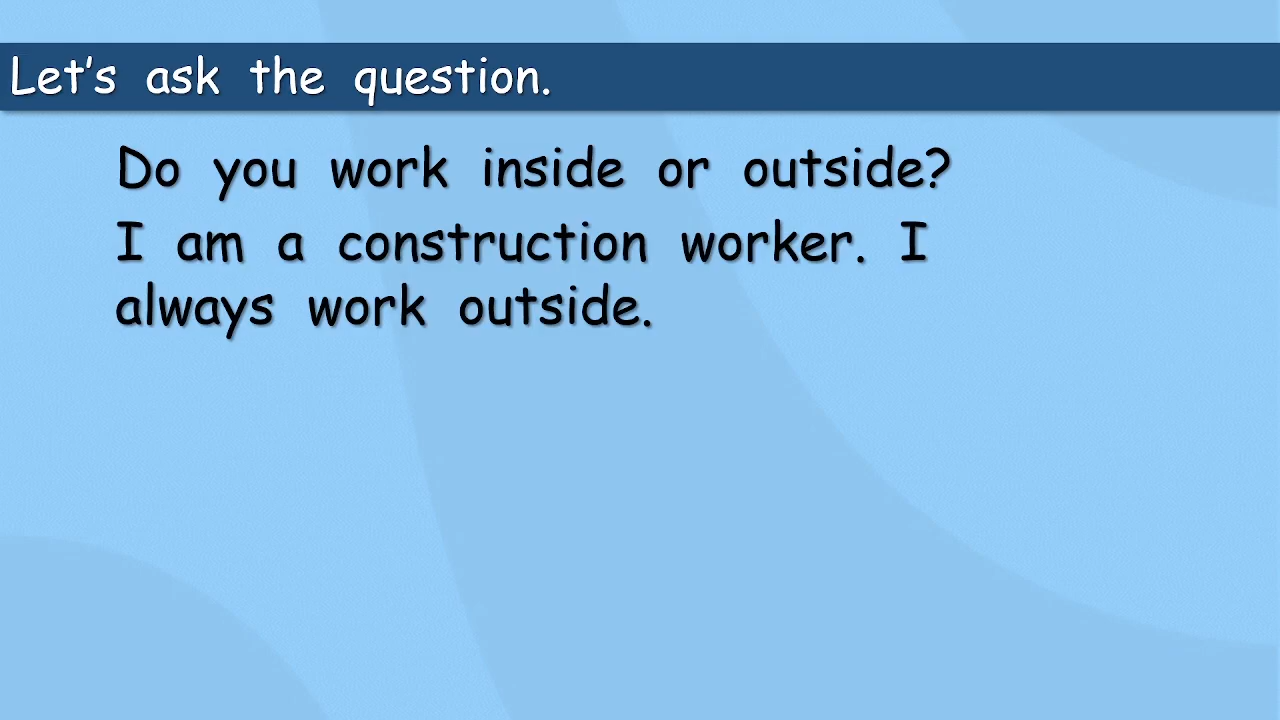 Let's ask the question.
Do you work inside or outside?
I am a construction worker. I
always work outside.